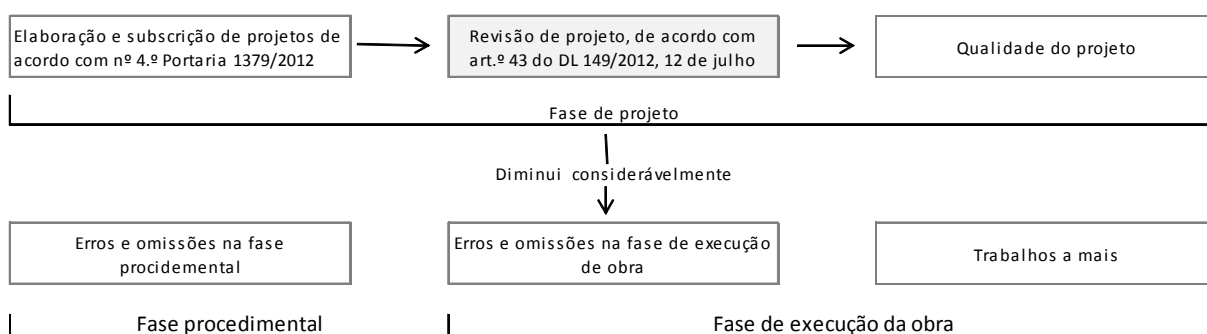 Elaboração e subscrição de projetos de
acordo com nº 4.º Portaria 1379/2012
Revisão de projeto, de acordo com
art.º 43 do DL 149/2012, 12 de julho
Qualidade do projeto
Fase de projeto
Diminui considerávelmente
Erros e omissões na fase
procidemental
Erros e omissões na fase de execução
de obra
Trabalhos a mais
Fase procedimental
Fase de execução da obra